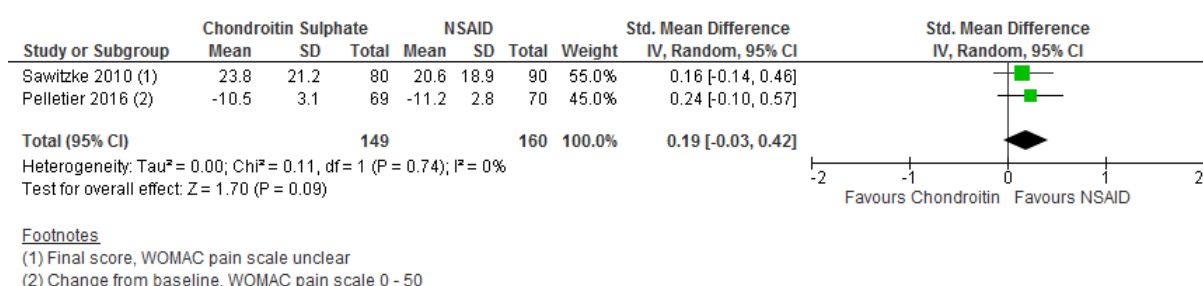 Chondroitin Sulphate NSAID Std. Mean Difference Std. Mean Difference
Study or Subgroup Mean SD Total Mean SD Total Weight IV, Random, 95% CI IV, Random, 95% CI
Sawitzke 2010 (1) 23.8 21.2 80 20.6 18.9 90 55.0% 0.16 [-0.14, 0.46]
Pelletier 2016 (2) -10.5 3.1 69 -11.2 2.8 70 45.0% 0.24 [-0.10, 0.57]
Total (95% CI) 149 160 100.0% 0.19 [-0.03, 0.42]
Heterogeneity: Tau² = 0.00; Chi² = 0.11, df = 1 (P = 0.74); I² = 0%
Test for overall effect: Z = 1.70 (P = 0.09)
-2 -1 0 1 2
Favours Chondroitin Favours NSAID
Footnotes
(1) Final score, WOMAC pain scale unclear
(2) Change from baseline, WOMAC pain scale 0 - 50